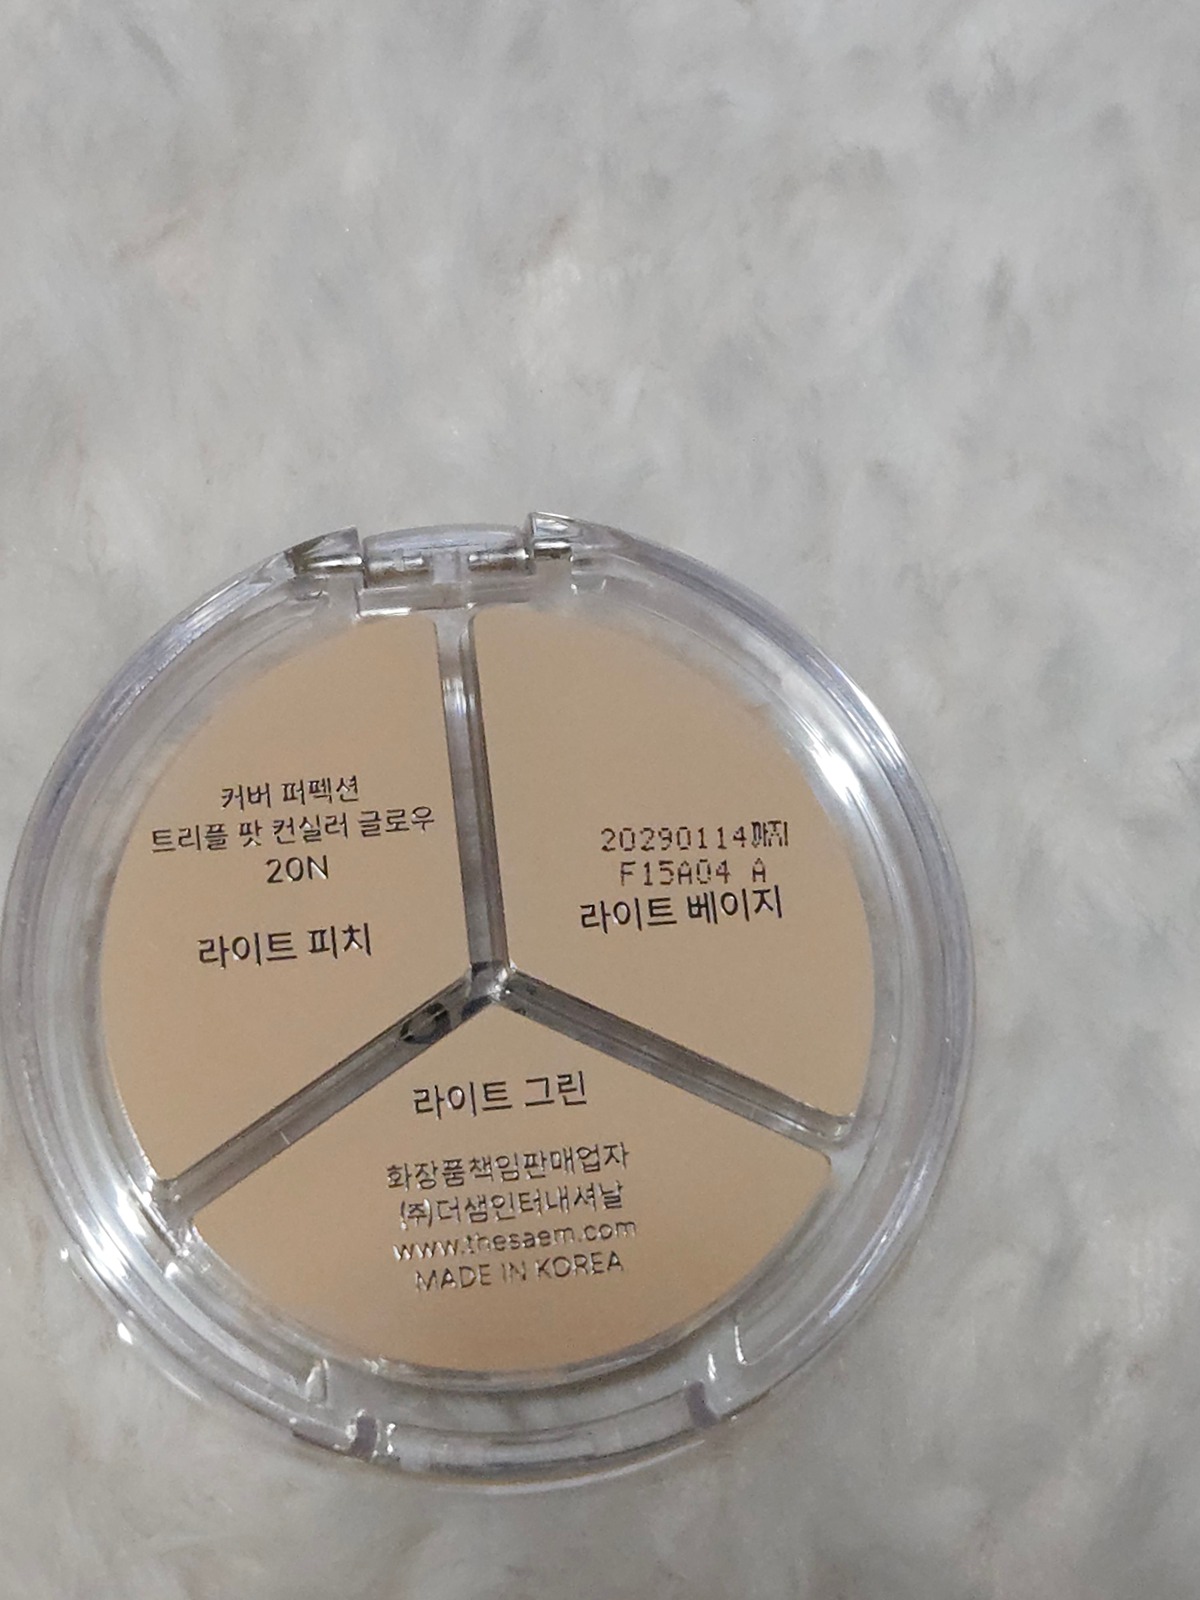 커버 퍼펙션
트리플 팟 컨실러 글로우
20N
라이트 피치
20290114까지
F15A04 A
라이트 베이지
라이트 그린
화장품책임판매업자
(주)더샘인터내셔날
www.thesaem.com
MADE IN KOREA